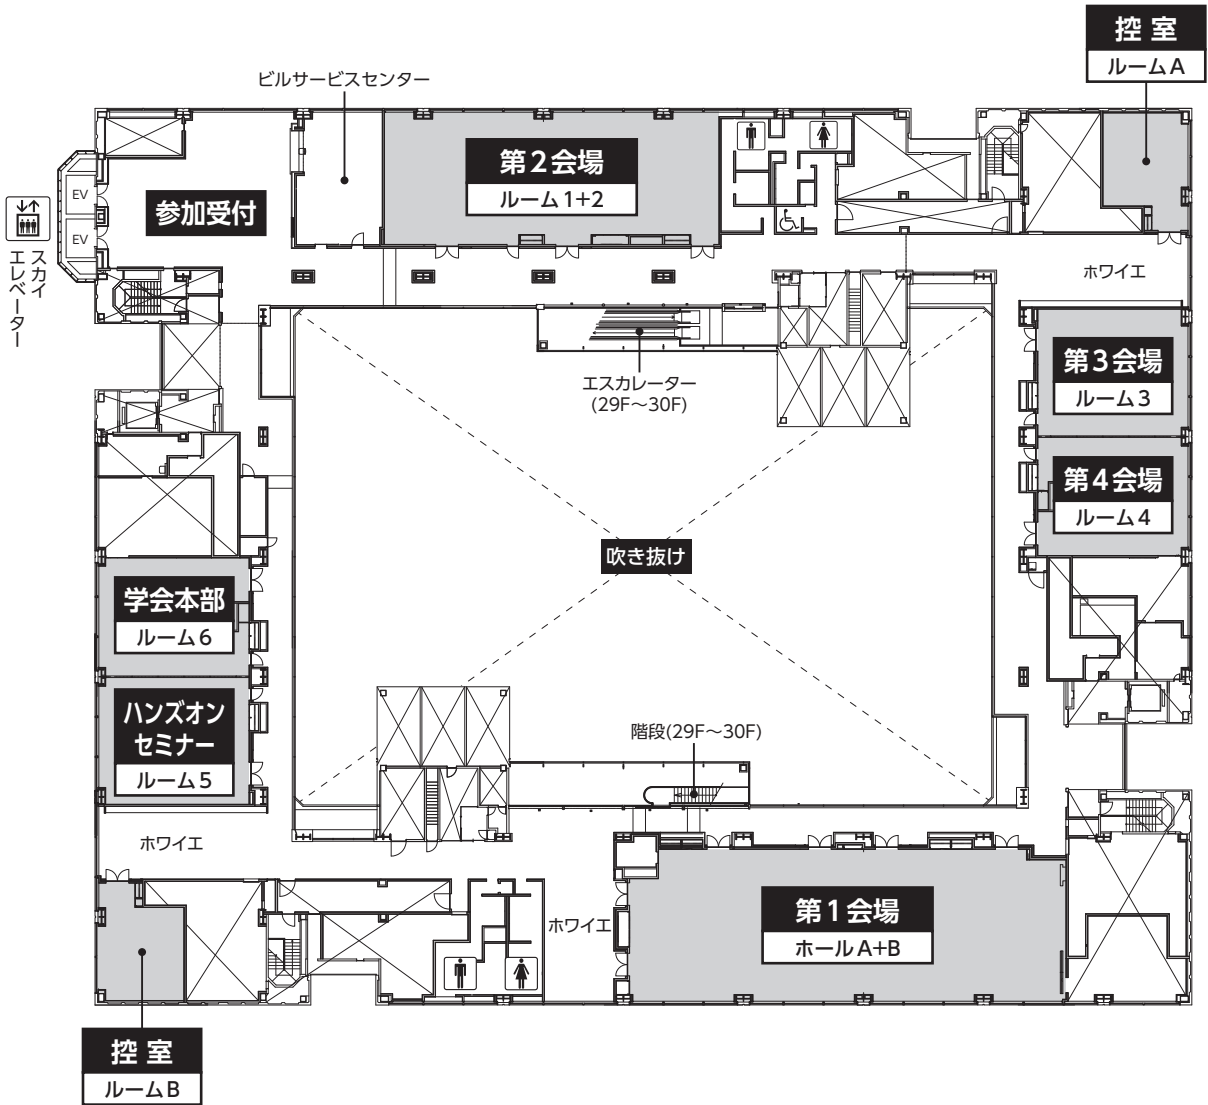 控 室
ルームA
ビルサービスセンター
第2会場
ルーム1+2
参加受付
EV
EV
スカイ
エレベーター
ホワイエ
エスカレーター
(29F～30F)
第3会場
ルーム3
第4会場
ルーム4
吹き抜け
学会本部
ルーム6
ハンズオン
セミナー
ルーム5
階段(29F～30F)
ホワイエ
ホワイエ
第1会場
ホールA+B
控 室
ルームB